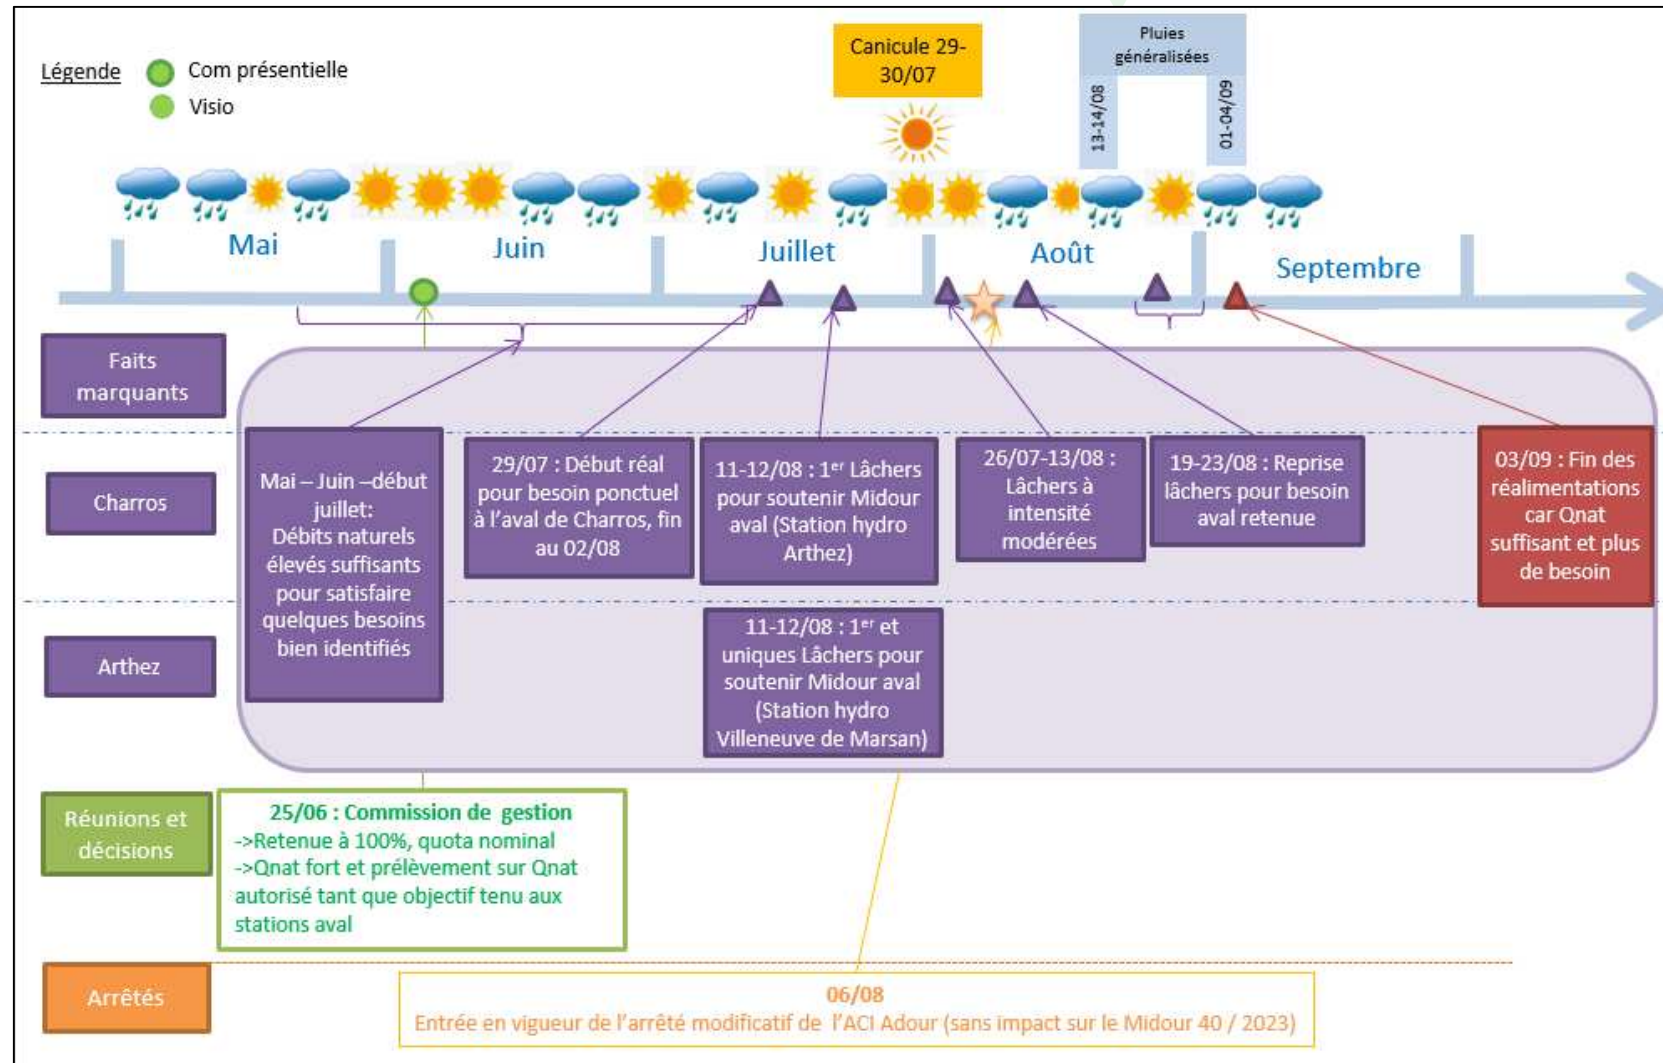 Légende
Com présentielle
Visio
Canicule 29-
30/07
Pluies
généralisées
13-14/08
01-04/09
Mai
Juin
Juillet
Août
Septembre
Faits
marquants
Charros
Mai – Juin –début
juillet:
Débits naturels
élevés suffisants
pour satisfaire
quelques besoins
bien identifiés
29/07 : Début réal
pour besoin ponctuel
à l'aval de Charros, fin
au 02/08
11-12/08 : 1er Lâchers
pour soutenir Midour
aval (Station hydro
Arthez)
26/07-13/08 :
Lâchers à
intensité
modérées
19-23/08 : Reprise
lâchers pour besoin
aval retenue
03/09 : Fin des
réalimentations
car Qnat
suffisant et plus
de besoin
Arthez
11-12/08 : 1er et
uniques Lâchers pour
soutenir Midour aval
(Station hydro
Villeneuve de Marsan)
Réunions et
décisions
25/06 : Commission de gestion
->Retenue à 100%, quota nominal
->Qnat fort et prélèvement sur Qnat
autorisé tant que objectif tenu aux
stations aval
Arrêtés
06/08
Entrée en vigueur de l'arrêté modificatif de l'ACI Adour (sans impact sur le Midour 40 / 2023)